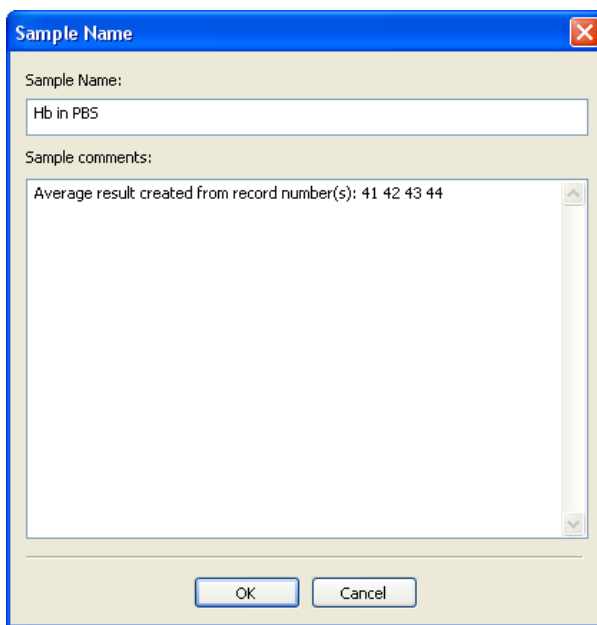 Sample Name
Sample Name:
Hb in PBS
Sample comments:
Average result created from record number(s): 41 42 43 44
OK
Cancel